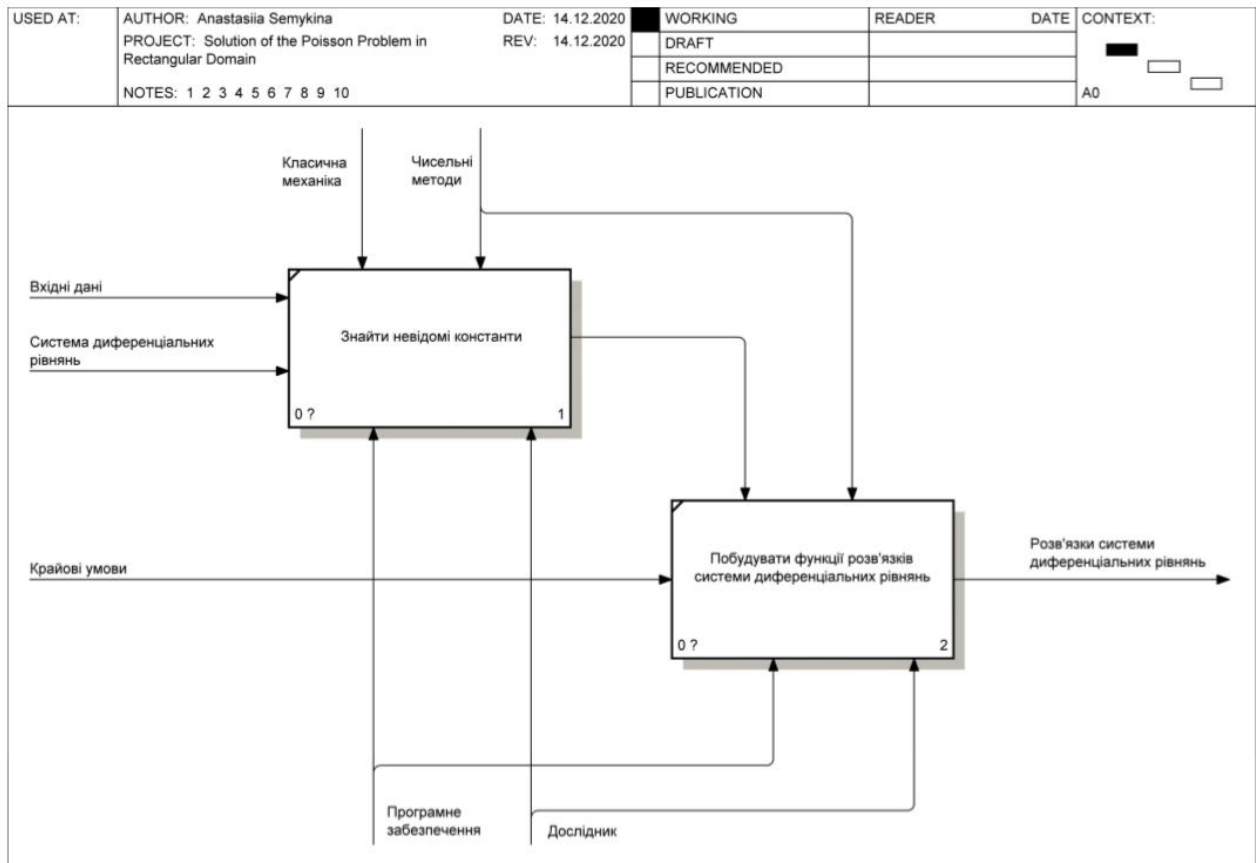 USED AT:
AUTHOR: Anastasiia Semykina
DATE: 14.12.2020
PROJECT: Solution of the Poisson Problem in
Rectangular Domain
REV: 14.12.2020
NOTES: 1 2 3 4 5 6 7 8 9 10
WORKING
DRAFT
RECOMMENDED
PUBLICATION
READER DATE
CONTEXT:
A0
Класична
механіка
Чисельні
методи
Вхідні дані
Система диференціальних
рівнянь
Знайти невідомі константи
0 ?
1
Крайові умови
Побудувати функції розв'язків
системи диференціальних рівнянь
0 ?
2
Розв'язки системи
диференціальних рівнянь
Програмне
забезпечення
Дослідник